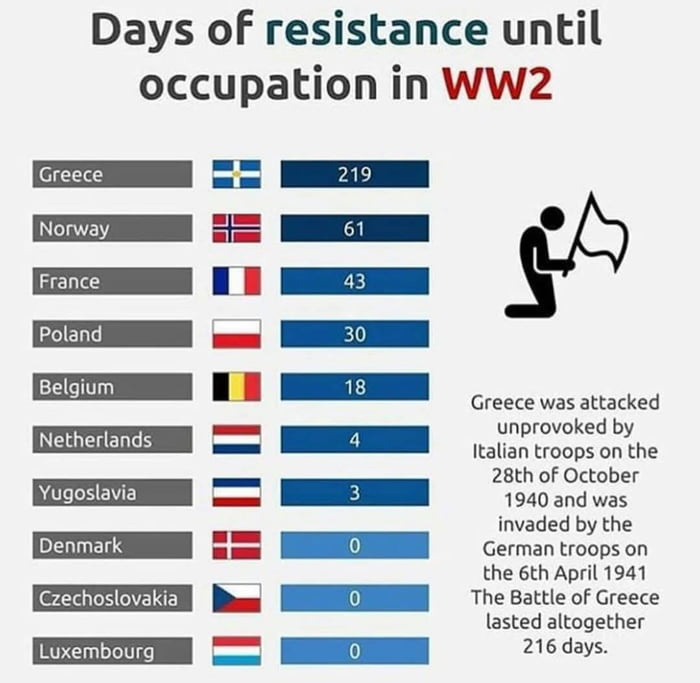 Days of resistance until
occupation in WW2
Greece 219
Norway 61
France 43
Poland 30
Belgium 18
Netherlands 4
Yugoslavia 3
Denmark 0
Czechoslovakia 0
Luxembourg 0
Greece was attacked
unprovoked by
Italian troops on the
28th of October
1940 and was
invaded by the
German troops on
the 6th April 1941
The Battle of Greece
lasted altogether
216 days.